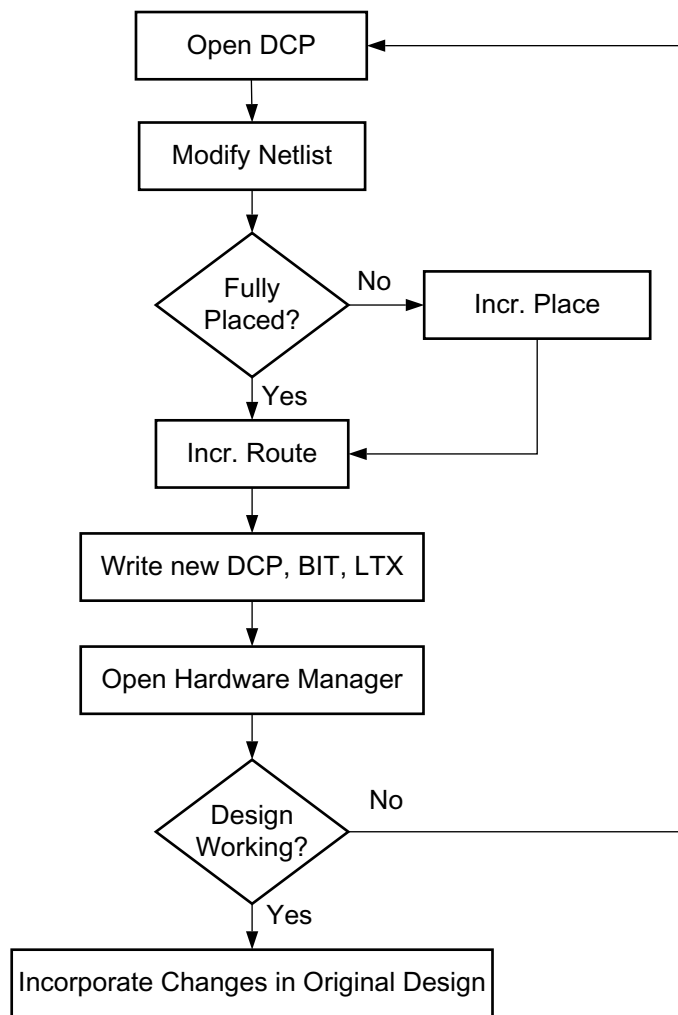 Open DCP
Modify Netlist
Fully
Placed?
No
Incr. Place
Yes
Incr. Route
Write new DCP, BIT, LTX
Open Hardware Manager
Design
Working?
No
Yes
Incorporate Changes in Original Design